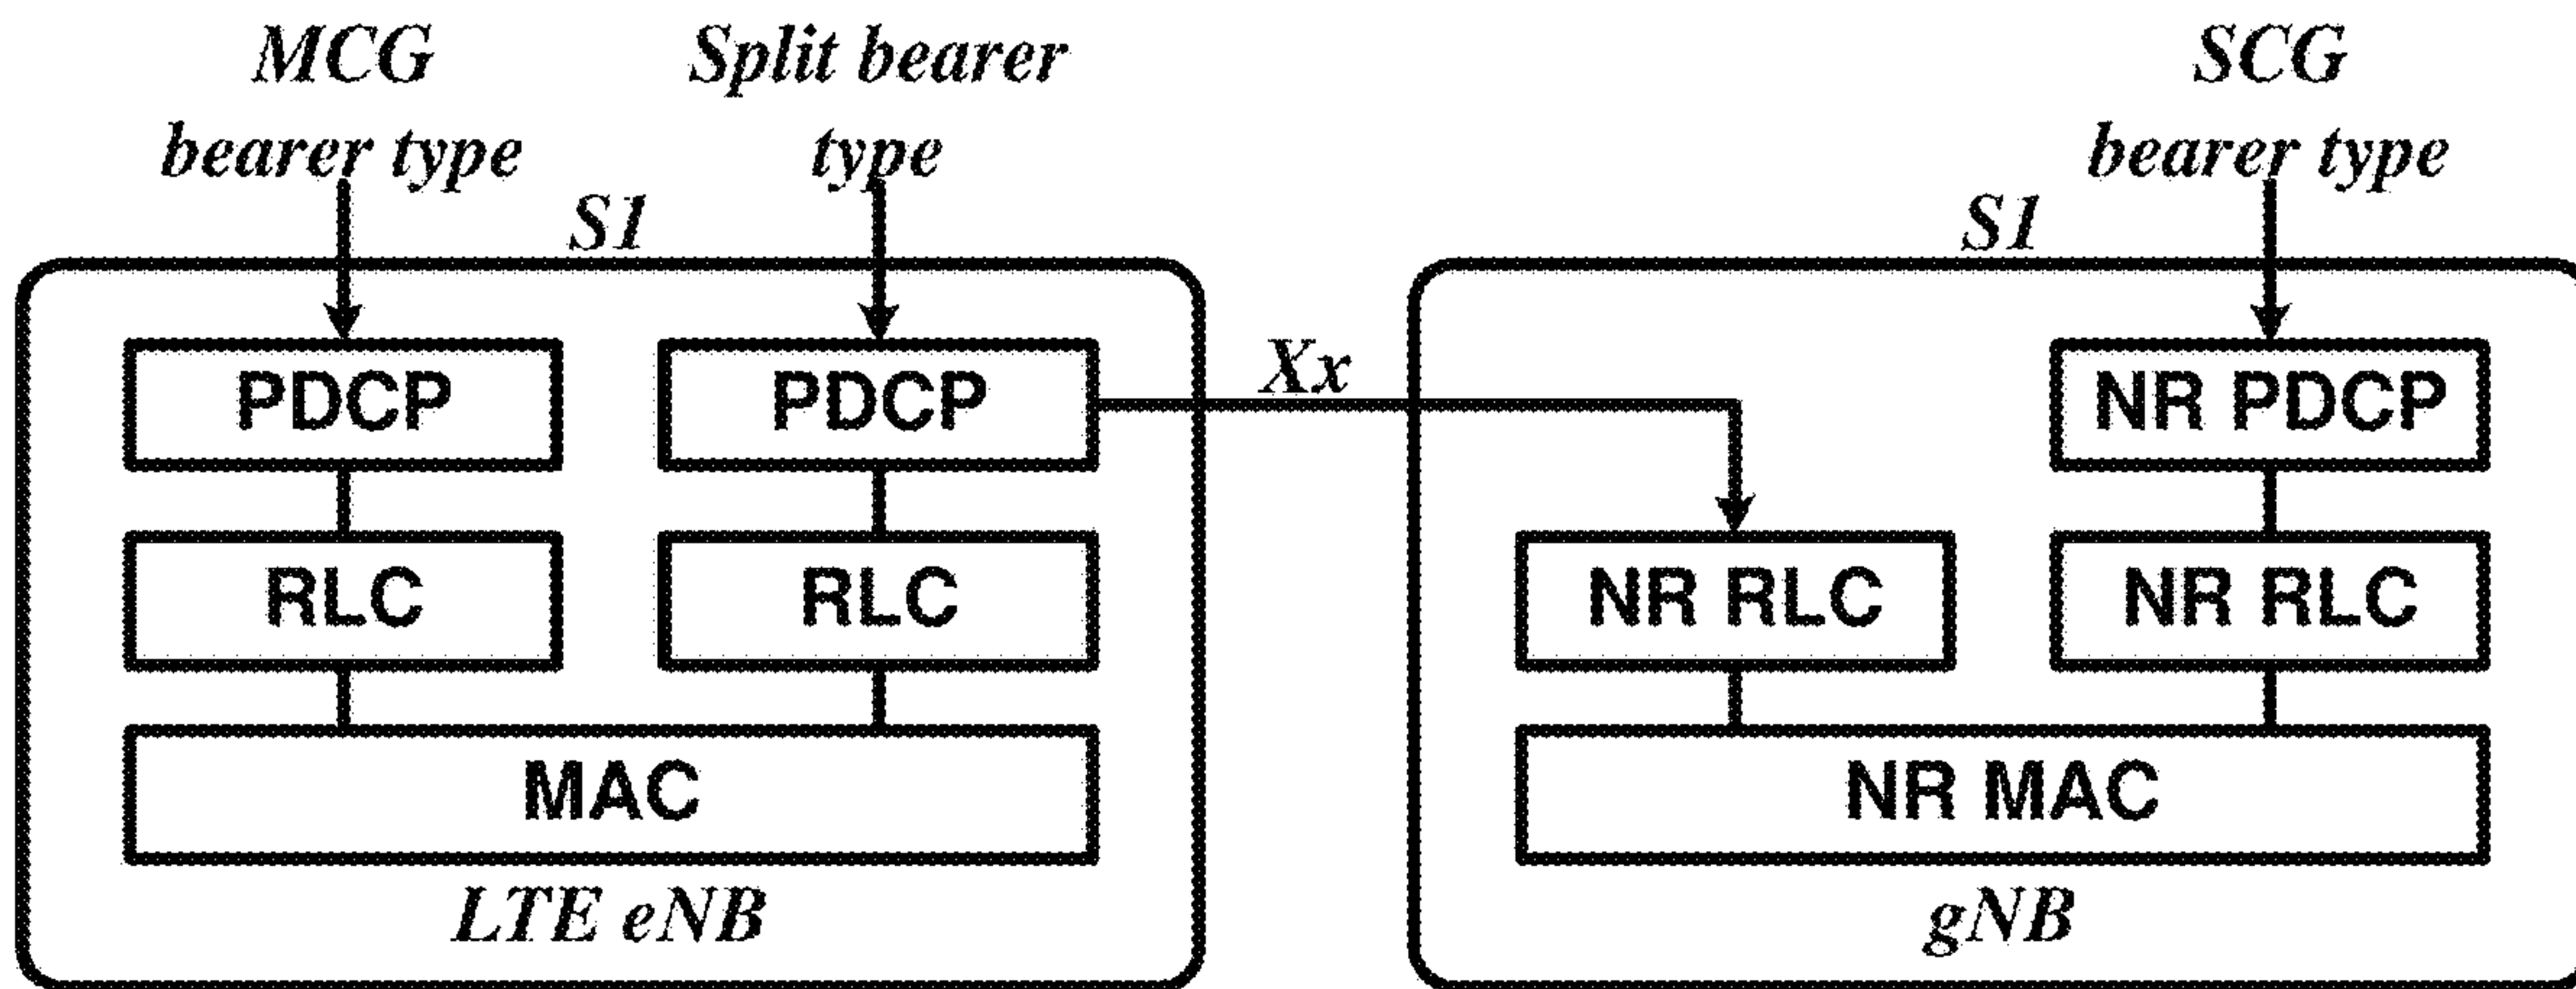 MCG
bearer type
Split bearer
type
SCG
bearer type
S1
S1
Xx
PDCP
PDCP
NR PDCP
RLC
RLC
NR RLC
NR RLC
MAC
NR MAC
LTE eNB
gNB